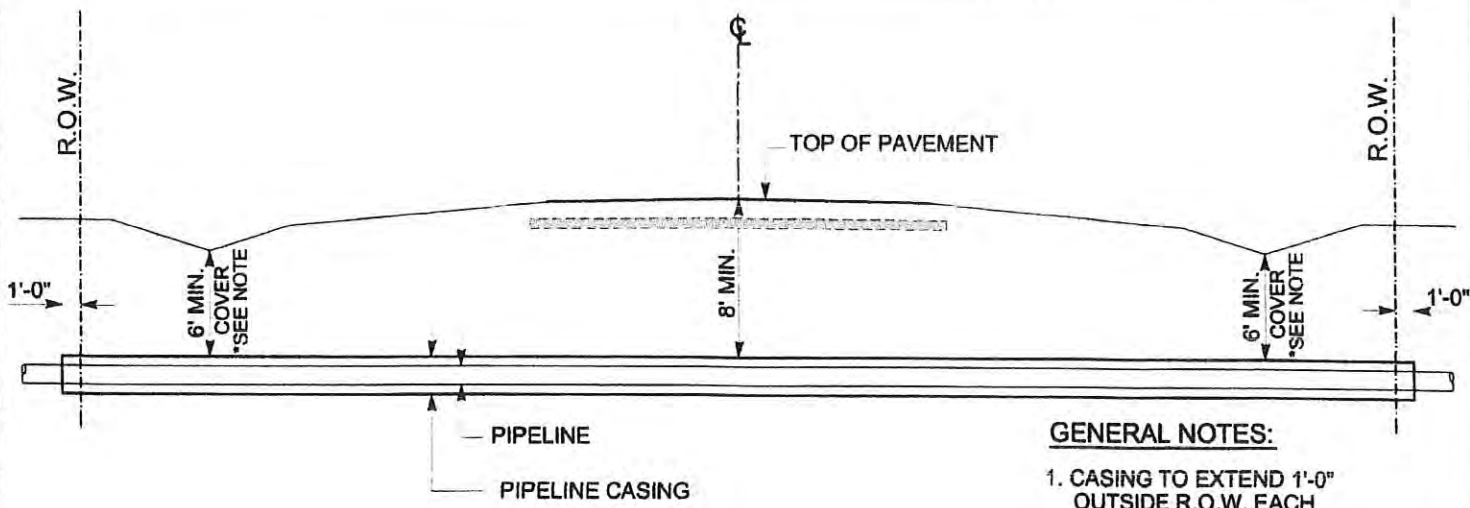 R.O.W.
℄
R.O.W.
TOP OF PAVEMENT
1'-0"
6' MIN.
COVER
*SEE NOTE
8' MIN.
6' MIN.
COVER
*SEE NOTE
1'-0"
PIPELINE
PIPELINE CASING
GENERAL NOTES:
1. CASING TO EXTEND 1'-0"
OUTSIDE R.O.W. EACH